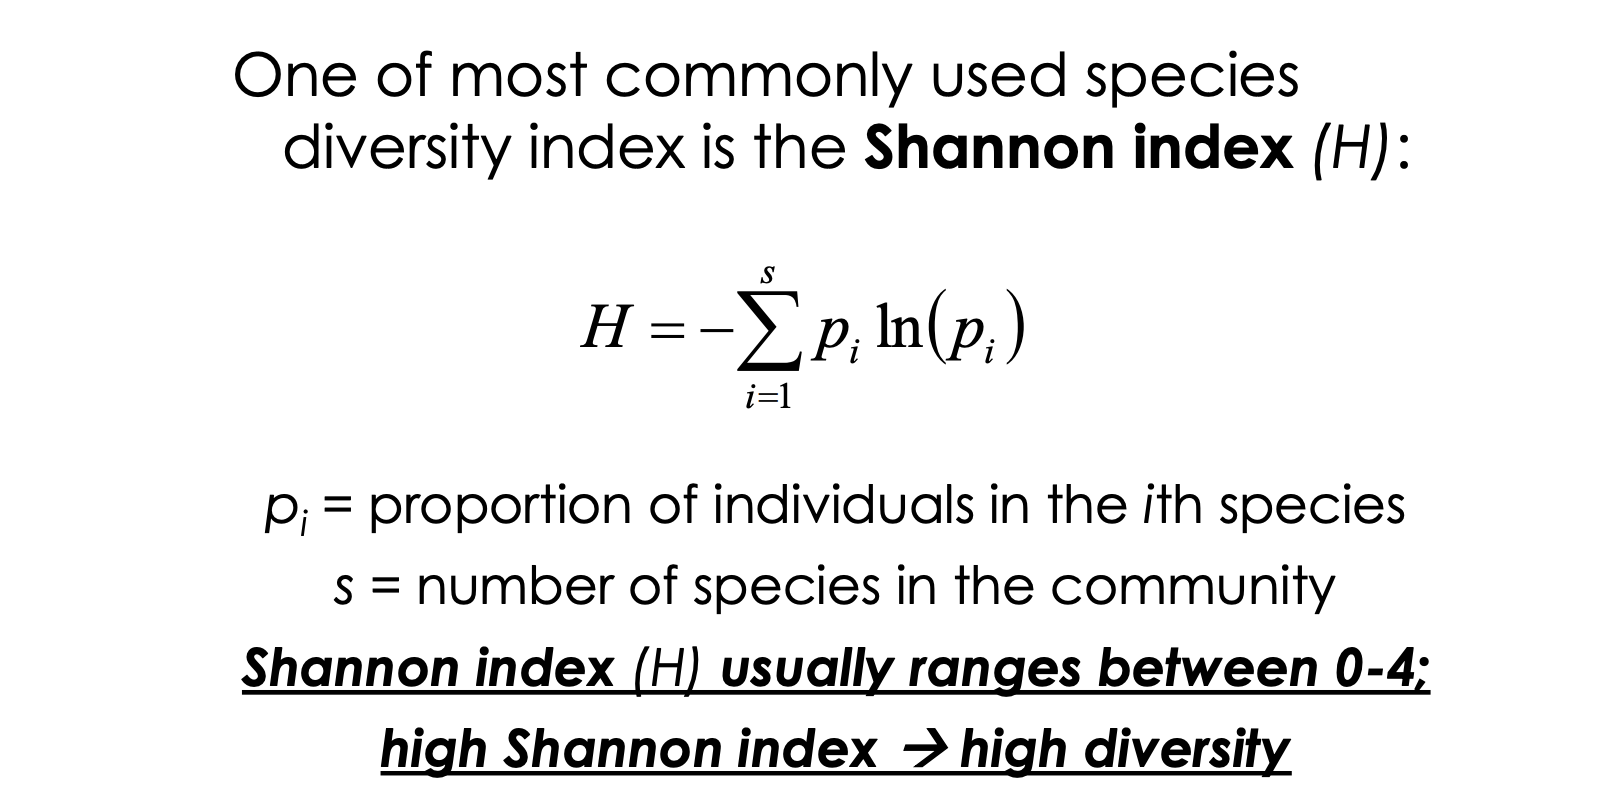 One of most commonly used species
diversity index is the Shannon index (H):
H = −∑_{i=1}^{s} p_i ln(p_i)
p_i = proportion of individuals in the ith species
s = number of species in the community
Shannon index (H) usually ranges between 0-4;
high Shannon index → high diversity